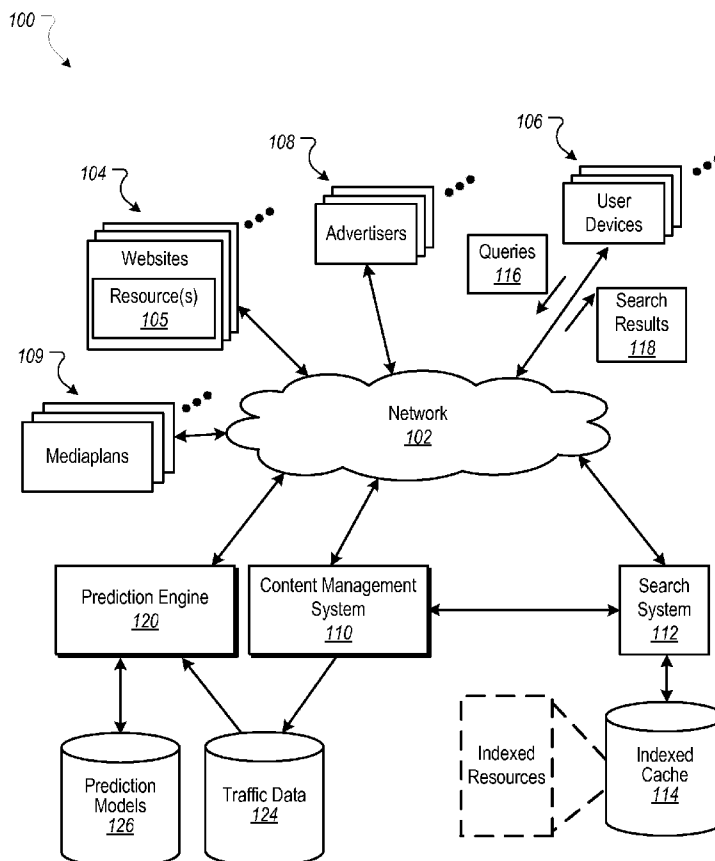 100
108
106
104
User
Devices
Advertisers
Queries
116
Websites
Resource(s)
105
Search
Results
118
109
Network
102
Mediaplans
Prediction Engine
120
Content Management
System
110
Search
System
112
Indexed
Resources
Indexed
Cache
114
Prediction
Models
126
Traffic Data
124